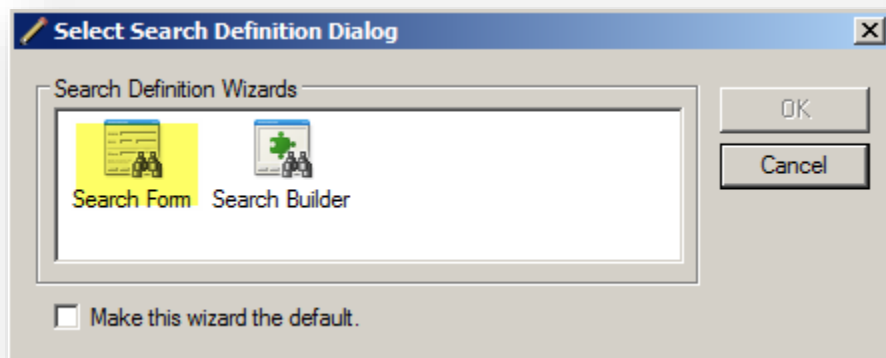 Select Search Definition Dialog
Search Definition Wizards
OK
Search Form Search Builder
Cancel
Make this wizard the default.